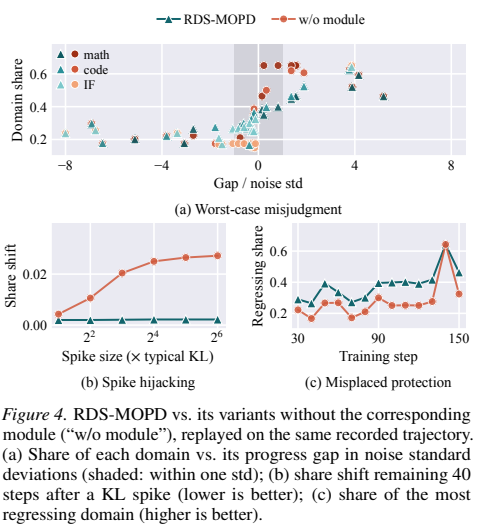 RDS-MOPD w/o module
math
code
IF
Domain share
0.6
0.4
0.2
−8 −4 0 4 8
Gap / noise std
(a) Worst-case misjudgment
Share shift
0.02
0.00
2² 2⁴ 2⁶
Spike size (× typical KL)
(b) Spike hijacking
Regressing share
0.6
0.4
0.2
30 90 150
Training step
(c) Misplaced protection
Figure 4. RDS-MOPD vs. its variants without the corresponding
module (“w/o module”), replayed on the same recorded trajectory.
(a) Share of each domain vs. its progress gap in noise standard
deviations (shaded: within one std); (b) share shift remaining 40
steps after a KL spike (lower is better); (c) share of the most
regressing domain (higher is better).